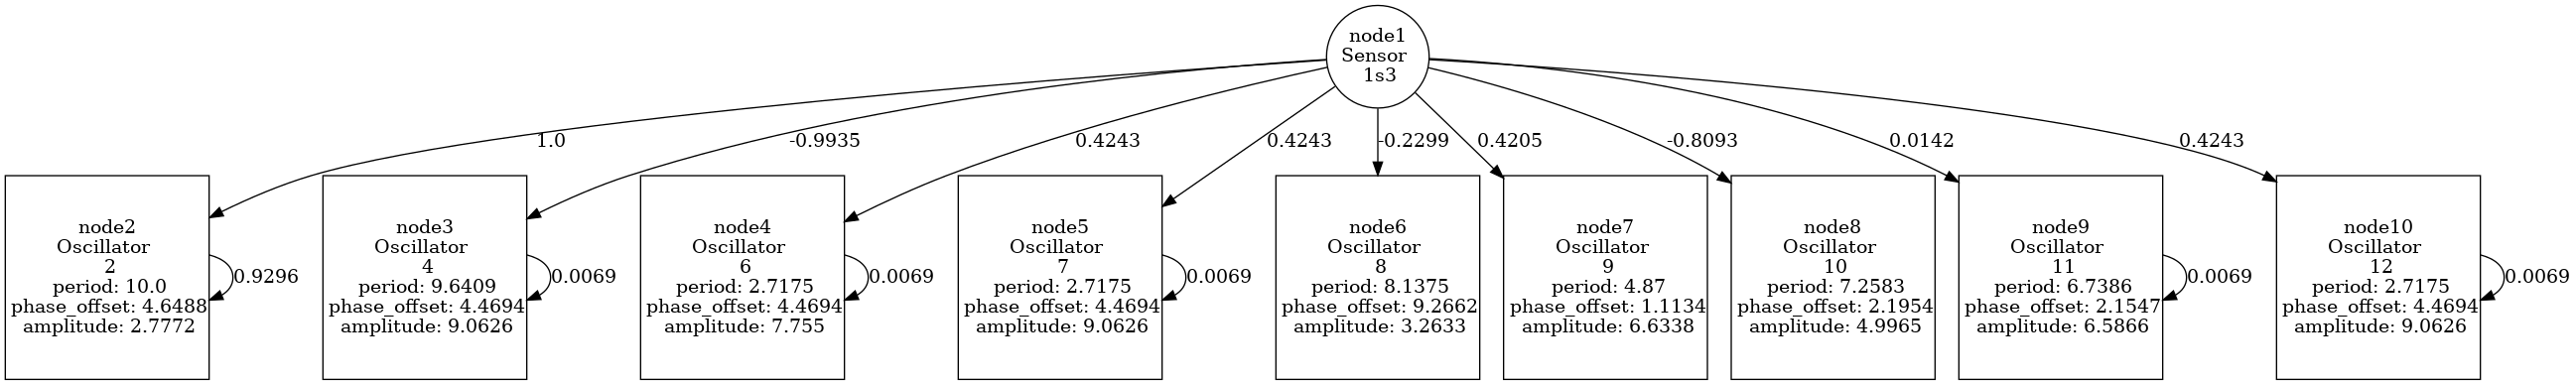 node1
Sensor
1s3
1.0
-0.9935
0.4243
0.4243
-0.2299
0.4205
-0.8093
0.0142
0.4243
node2
Oscillator
2
period: 10.0
phase_offset: 4.6488
amplitude: 2.7772
0.9296
node3
Oscillator
4
period: 9.6409
phase_offset: 4.4694
amplitude: 9.0626
0.0069
node4
Oscillator
6
period: 2.7175
phase_offset: 4.4694
amplitude: 7.755
0.0069
node5
Oscillator
7
period: 2.7175
phase_offset: 4.4694
amplitude: 9.0626
0.0069
node6
Oscillator
8
period: 8.1375
phase_offset: 9.2662
amplitude: 3.2633
node7
Oscillator
9
period: 4.87
phase_offset: 1.1134
amplitude: 6.6338
node8
Oscillator
10
period: 7.2583
phase_offset: 2.1954
amplitude: 4.9965
node9
Oscillator
11
period: 6.7386
phase_offset: 2.1547
amplitude: 6.5866
0.0069
node10
Oscillator
12
period: 2.7175
phase_offset: 4.4694
amplitude: 9.0626
0.0069